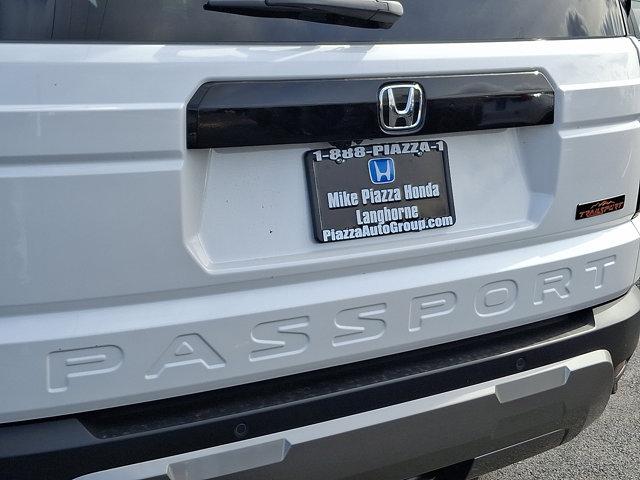 1-888-PIAZZA-1
Mike Piazza Honda
Langhorne
PiazzaAutoGroup.com
TRAILSPORT
PASSPORT